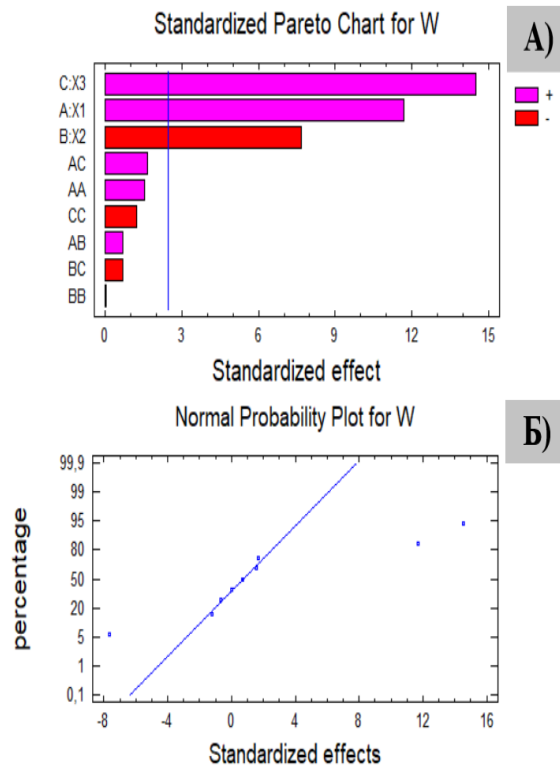 Standardized Pareto Chart for W
А)
C:X3
A:X1
B:X2
AC
AA
CC
AB
BC
BB
+
-
0 3 6 9 12 15
Standardized effect
Normal Probability Plot for W
Б)
percentage
99,9
99
95
80
50
20
5
1
0,1
-8 -4 0 4 8 12 16
Standardized effects